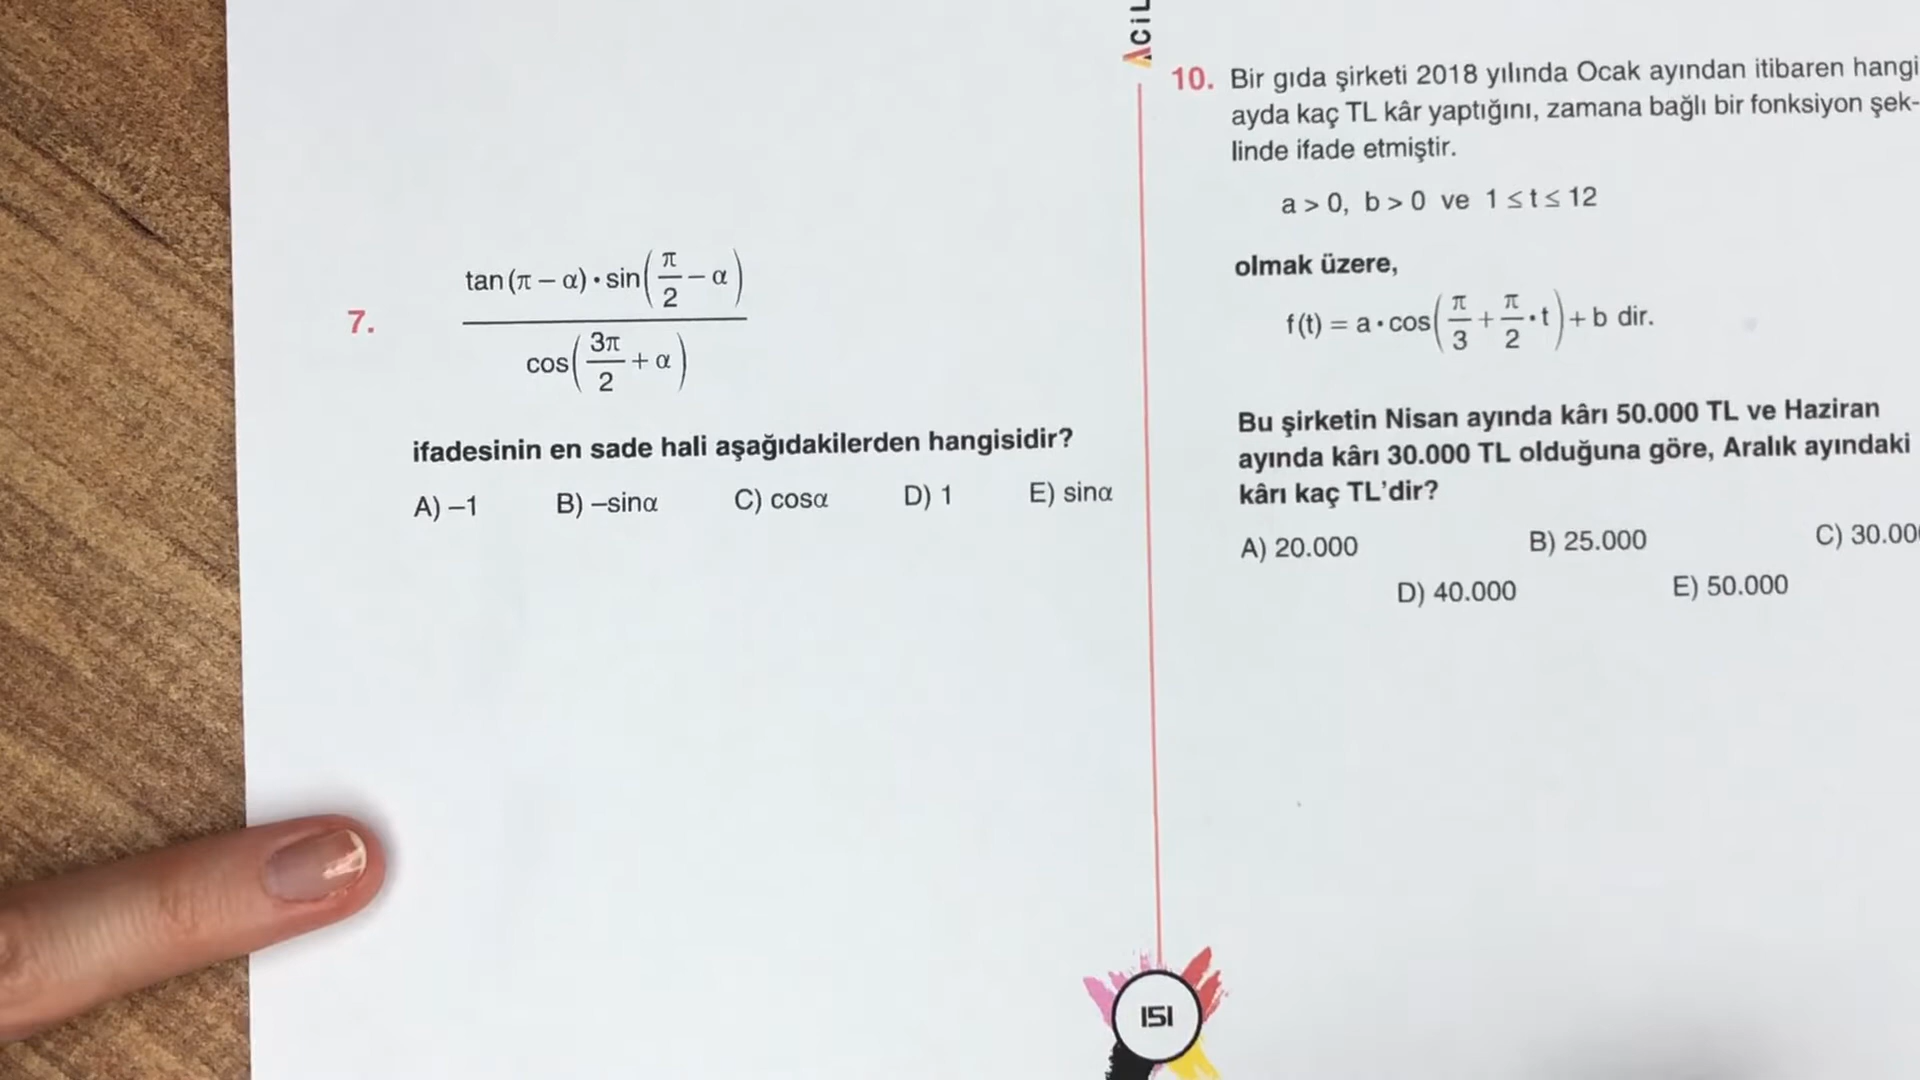 7. tan(π – α)·sin(π/2 – α)
cos(3π/2 + α)
ifadesinin en sade hali aşağıdakilerden hangisidir?
A) –1 B) –sinα C) cosα D) 1 E) sinα
ACiL
10. Bir gıda şirketi 2018 yılında Ocak ayından itibaren hangi
ayda kaç TL kâr yaptığını, zamana bağlı bir fonksiyon şek-
linde ifade etmiştir.
a > 0, b > 0 ve 1 ≤ t ≤ 12
olmak üzere,
f(t) = a·cos(π/3 + π/2·t) + b dir.
Bu şirketin Nisan ayında kârı 50.000 TL ve Haziran
ayında kârı 30.000 TL olduğuna göre, Aralık ayındaki
kârı kaç TL'dir?
A) 20.000 B) 25.000 C) 30.00
D) 40.000 E) 50.000
151